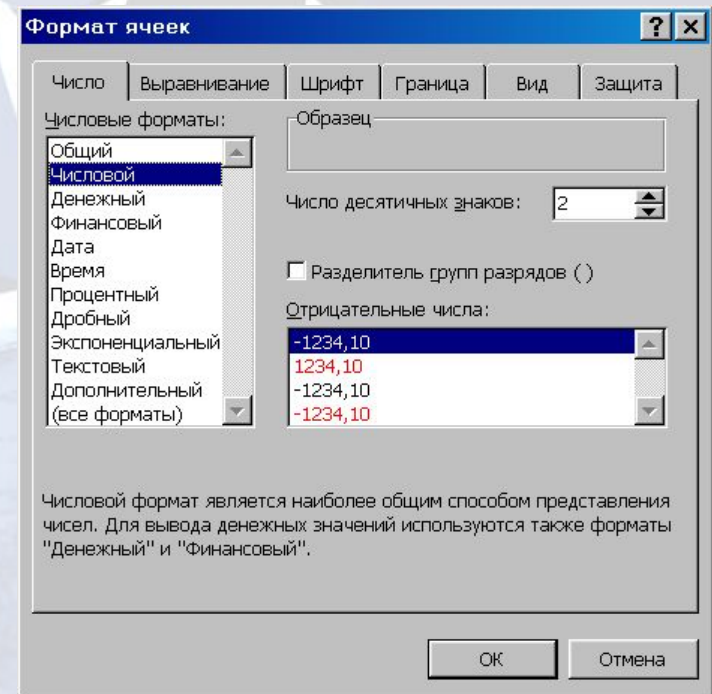 Формат ячеек
Число Выравнивание Шрифт Граница Вид Защита
Числовые форматы:
Общий
Числовой
Денежный
Финансовый
Дата
Время
Процентный
Дробный
Экспоненциальный
Текстовый
Дополнительный
(все форматы)
Образец
Число десятичных знаков: 2
Разделитель групп разрядов ( )
Отрицательные числа:
-1234,10
1234,10
-1234,10
-1234,10
Числовой формат является наиболее общим способом представления
чисел. Для вывода денежных значений используются также форматы
"Денежный" и "Финансовый".
ОК Отмена